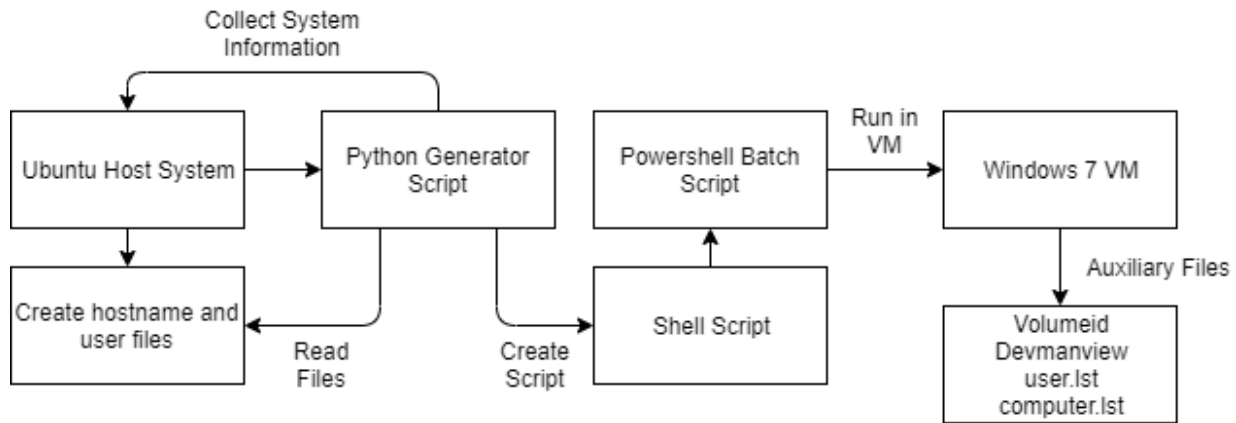 Collect System
Information
Ubuntu Host System
Python Generator
Script
Powershell Batch
Script
Run in
VM
Windows 7 VM
Create hostname and
user files
Read
Files
Create
Script
Shell Script
Auxiliary Files
Volumeid
Devmanview
user.lst
computer.lst